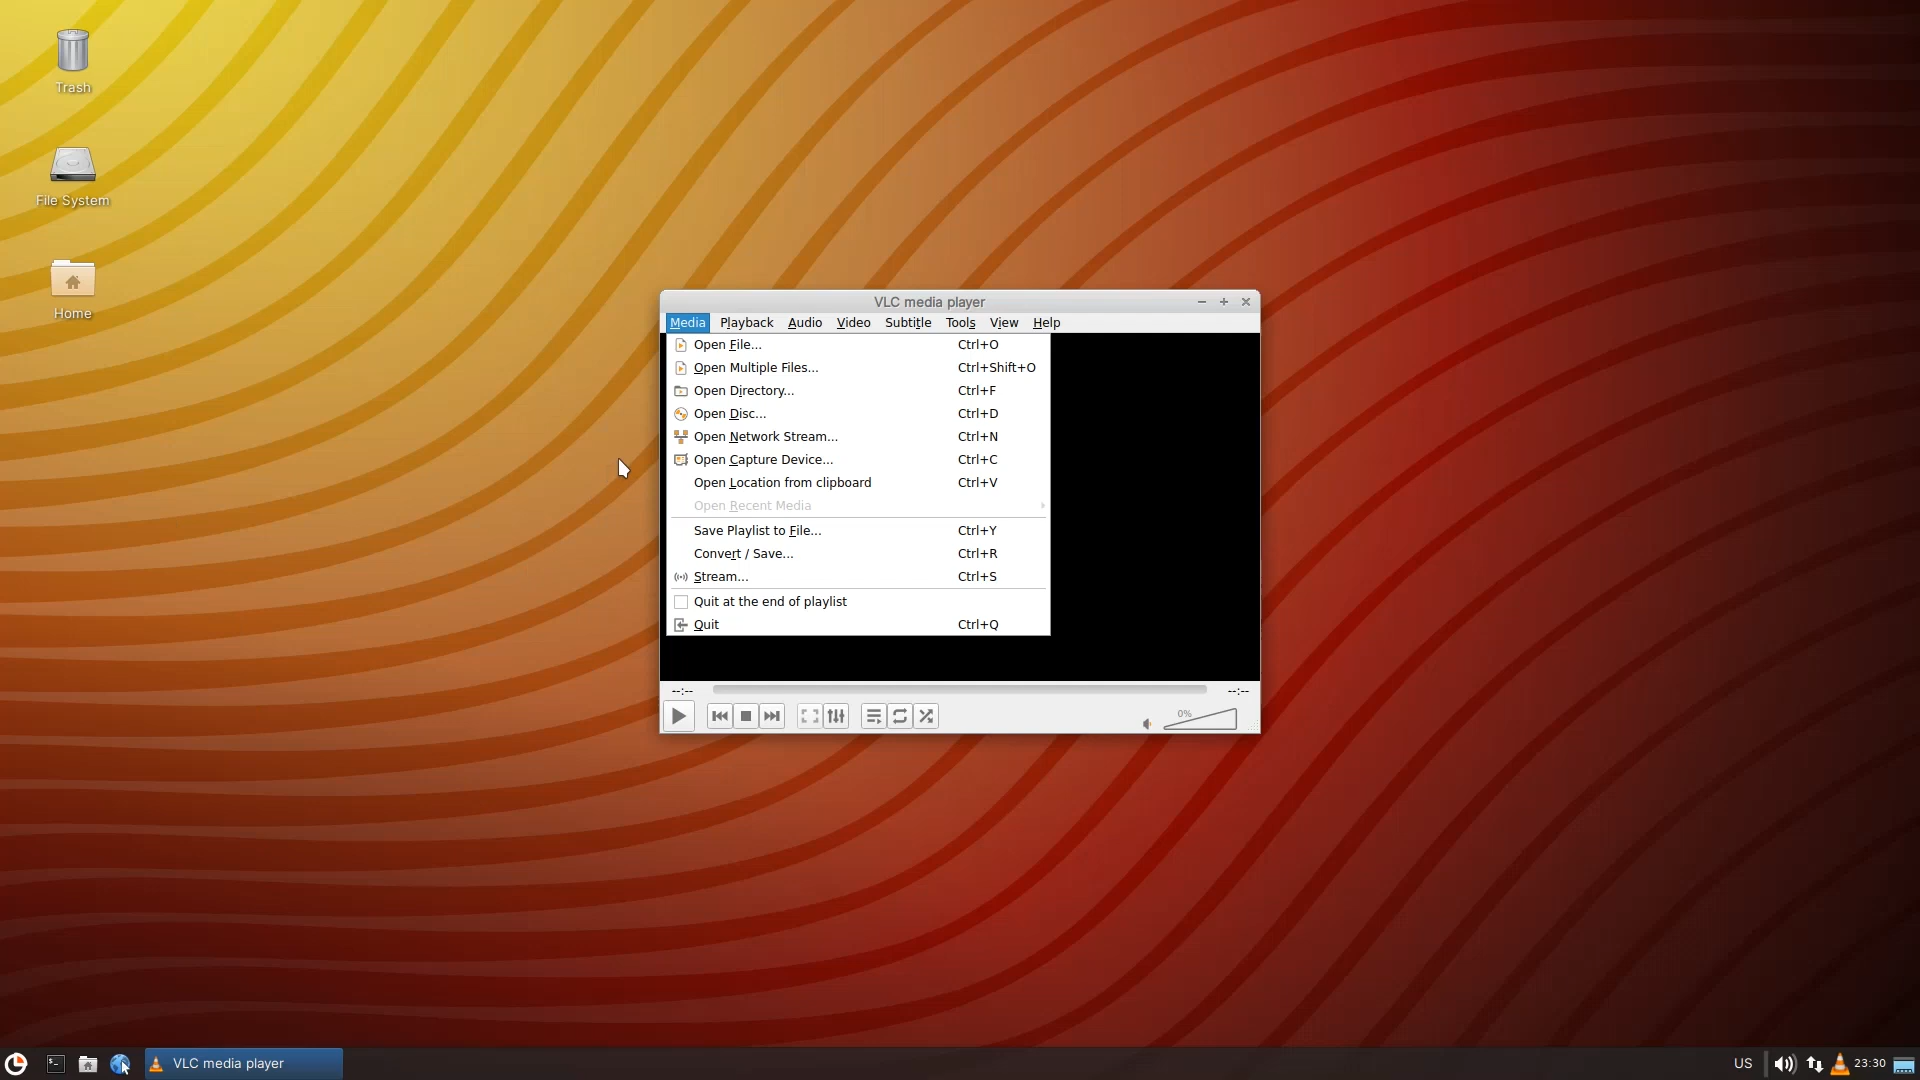 Trash
File System
Home
VLC media player
Media Playback Audio Video Subtitle Tools View Help
Open File... Ctrl+O
Open Multiple Files... Ctrl+Shift+O
Open Directory... Ctrl+F
Open Disc... Ctrl+D
Open Network Stream... Ctrl+N
Open Capture Device... Ctrl+C
Open Location from clipboard Ctrl+V
Open Recent Media
Save Playlist to File... Ctrl+Y
Convert / Save... Ctrl+R
Stream... Ctrl+S
Quit at the end of playlist
Quit Ctrl+Q
--:-- --:--
0%
VLC media player
US 23:30